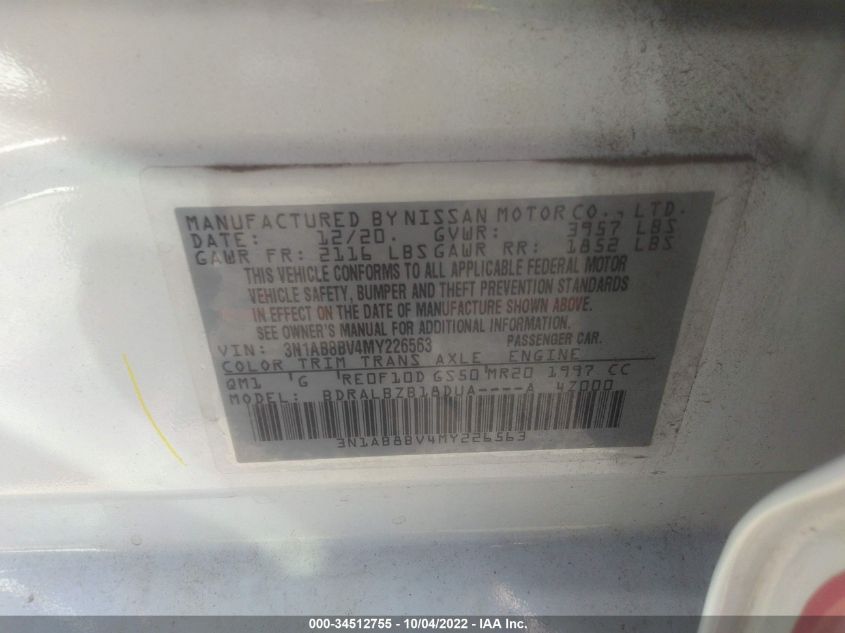 MANUFACTURED BY NISSAN MOTOR CO., LTD.
DATE: 12/20. GVWR: 3957 LBS
GAWR FR: 2116 LBS GAWR RR: 1852 LBS
THIS VEHICLE CONFORMS TO ALL APPLICABLE FEDERAL MOTOR
VEHICLE SAFETY, BUMPER AND THEFT PREVENTION STANDARDS
IN EFFECT ON THE DATE OF MANUFACTURE SHOWN ABOVE.
SEE OWNER'S MANUAL FOR ADDITIONAL INFORMATION.
VIN: 3N1AB8BV4MY226563 PASSENGER CAR.
COLOR TRIM TRANS AXLE ENGINE
QM1 'G RE0F10D GS50 MR20 1997 CC
MODEL: BDRALBZB18DUA----A 4Z000
3N1AB8BV4MY226563
000-34512755 - 10/04/2022 - IAA Inc.